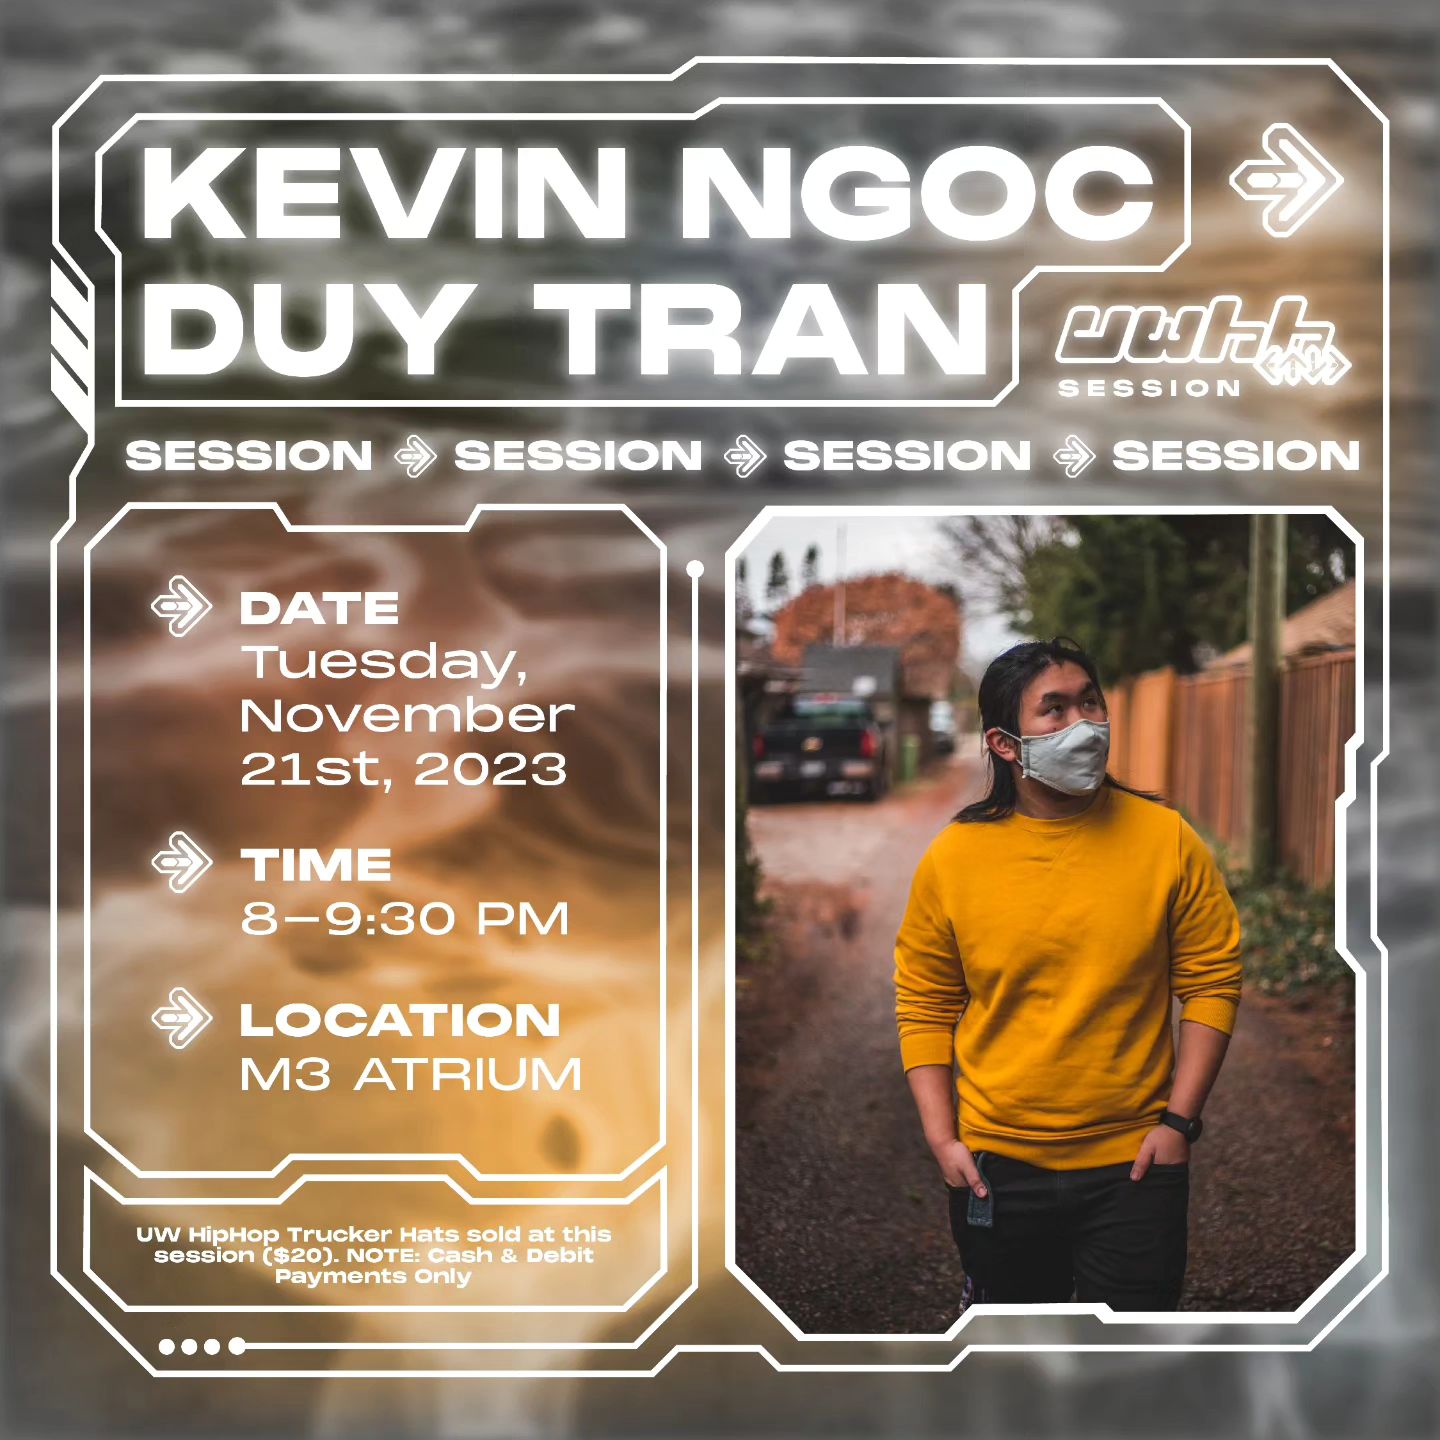 KEVIN NGOC
DUY TRAN
uwhh
SESSION
SESSION SESSION SESSION SESSION
DATE
Tuesday,
November
21st, 2023
TIME
8–9:30 PM
LOCATION
M3 ATRIUM
UW HipHop Trucker Hats sold at this
session ($20). NOTE: Cash & Debit
Payments Only